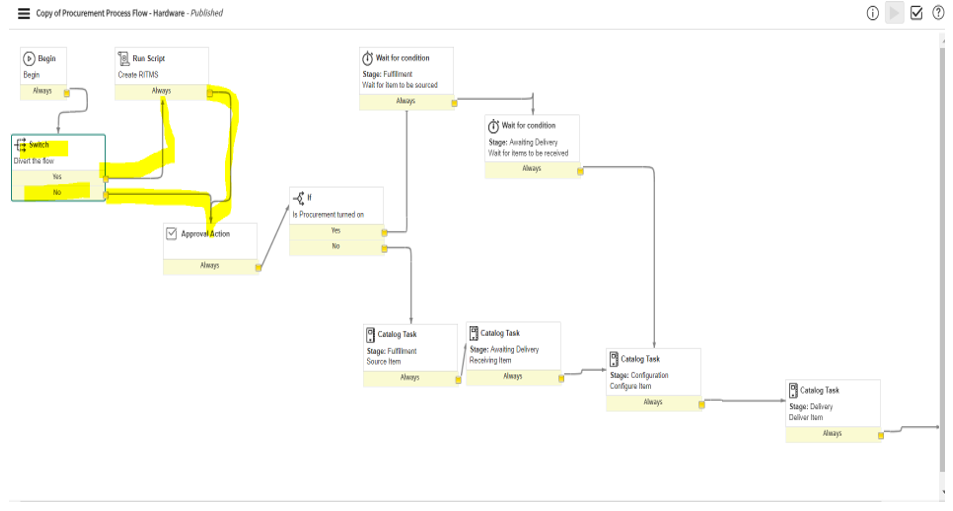 Copy of Procurement Process Flow - Hardware - Published
Begin
Begin
Always
Run Script
Create RITMS
Always
Wait for condition
Stage: Fulfillment
Wait for Item to be sourced
Always
Wait for condition
Stage: Awaiting Delivery
Wait for Items to be received
Always
Switch
Divert the flow
Yes
No
If
Is Procurement turned on
Yes
No
Approval Action
Always
Catalog Task
Stage: Fulfillment
Source Item
Always
Catalog Task
Stage: Awaiting Delivery
Receiving Item
Always
Catalog Task
Stage: Configuration
Configure Item
Always
Catalog Task
Stage: Delivery
Deliver Item
Always